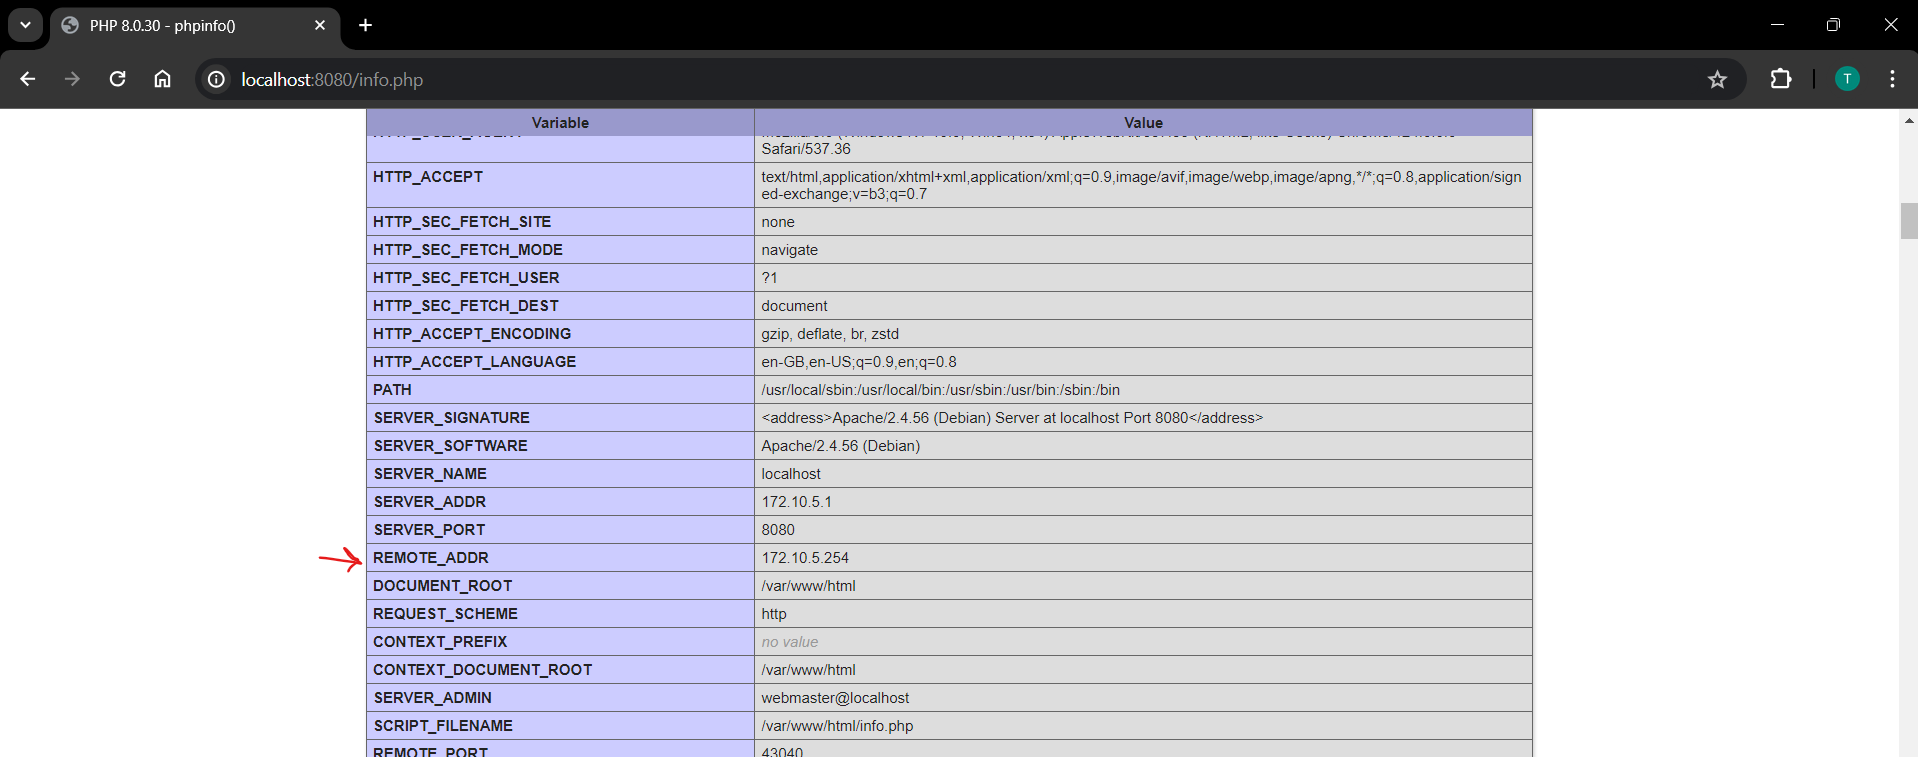 PHP 8.0.30 - phpinfo()
localhost:8080/info.php
T
Variable Value
Safari/537.36
HTTP_ACCEPT text/html,application/xhtml+xml,application/xml;q=0.9,image/avif,image/webp,image/apng,*/*;q=0.8,application/sign
ed-exchange;v=b3;q=0.7
HTTP_SEC_FETCH_SITE none
HTTP_SEC_FETCH_MODE navigate
HTTP_SEC_FETCH_USER ?1
HTTP_SEC_FETCH_DEST document
HTTP_ACCEPT_ENCODING gzip, deflate, br, zstd
HTTP_ACCEPT_LANGUAGE en-GB,en-US;q=0.9,en;q=0.8
PATH /usr/local/sbin:/usr/local/bin:/usr/sbin:/usr/bin:/sbin:/bin
SERVER_SIGNATURE <address>Apache/2.4.56 (Debian) Server at localhost Port 8080</address>
SERVER_SOFTWARE Apache/2.4.56 (Debian)
SERVER_NAME localhost
SERVER_ADDR 172.10.5.1
SERVER_PORT 8080
REMOTE_ADDR 172.10.5.254
DOCUMENT_ROOT /var/www/html
REQUEST_SCHEME http
CONTEXT_PREFIX no value
CONTEXT_DOCUMENT_ROOT /var/www/html
SERVER_ADMIN webmaster@localhost
SCRIPT_FILENAME /var/www/html/info.php
REMOTE_PORT 43040